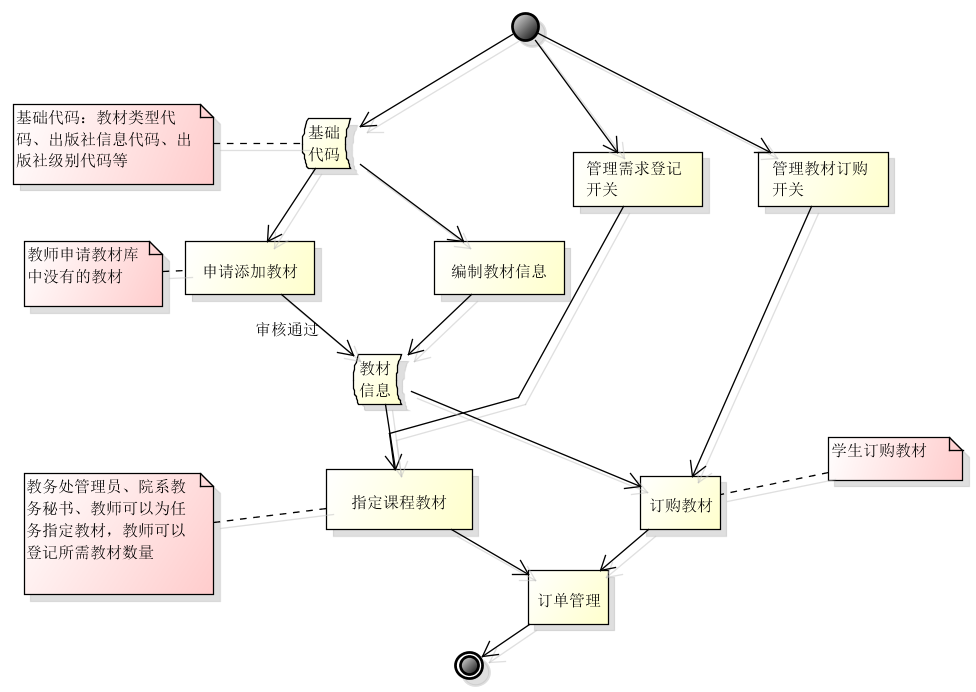 基础代码：教材类型代
码、出版社信息代码、出
版社级别代码等
基础
代码
管理需求登记
开关
管理教材订购
开关
教师申请教材库
中没有的教材
申请添加教材
编制教材信息
审核通过
教材
信息
学生订购教材
教务处管理员、院系教
务秘书、教师可以为任
务指定教材，教师可以
登记所需教材数量
指定课程教材
订购教材
订单管理